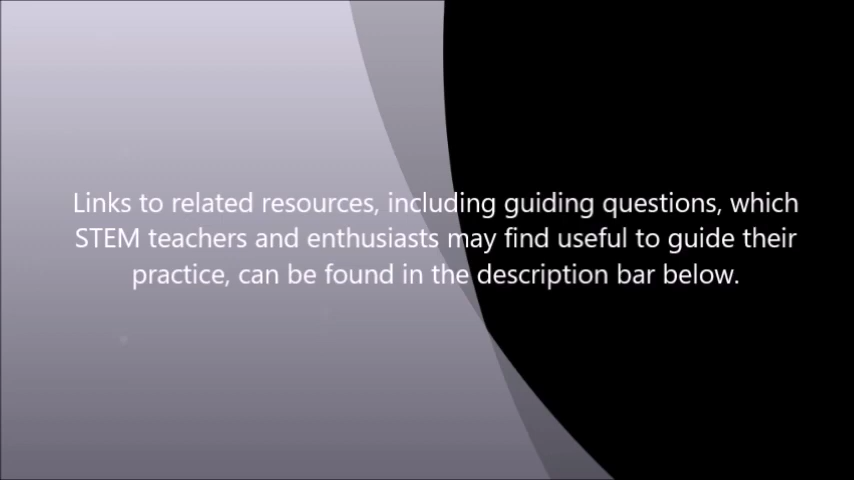 Links to related resources, including guiding questions, which
STEM teachers and enthusiasts may find useful to guide their
practice, can be found in the description bar below.